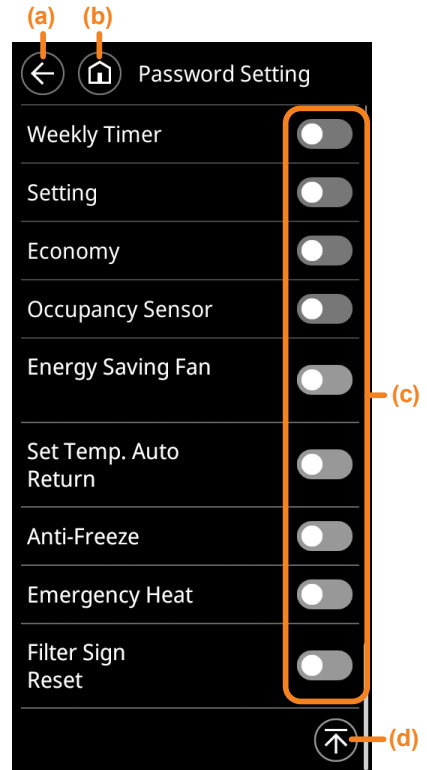 (a) (b)
Password Setting
Weekly Timer
Setting
Economy
Occupancy Sensor
Energy Saving Fan
(c)
Set Temp. Auto
Return
Anti-Freeze
Emergency Heat
Filter Sign
Reset
(d)